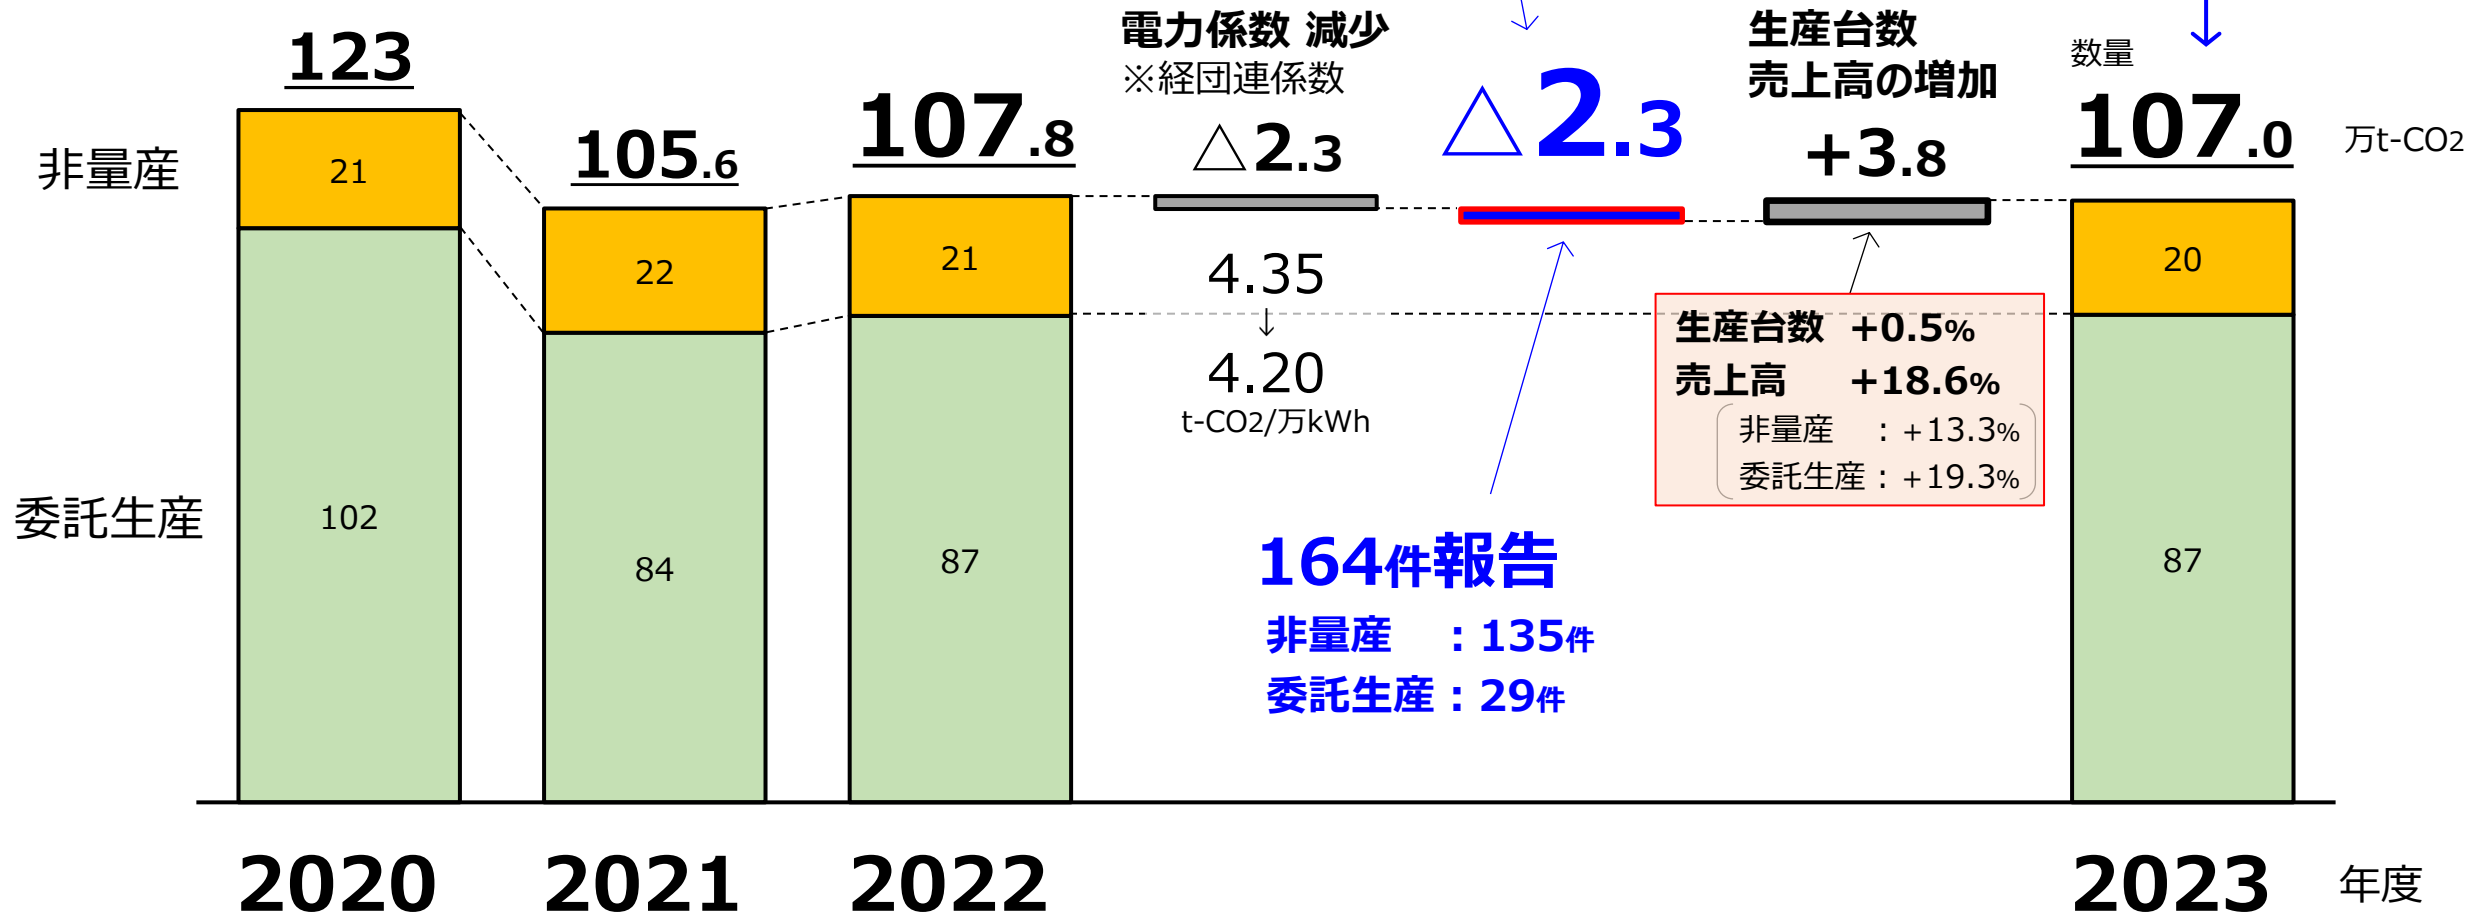 123
105.6
107.8
電力係数 減少
※経団連係数
△2.3
△2.3
生産台数
売上高の増加
+3.8
数量
107.0
万t-CO2
非量産
21
22
21
20
4.35
↓
4.20
t-CO2/万kWh
生産台数 +0.5%
売上高 +18.6%
非量産 : +13.3%
委託生産 : +19.3%
委託生産
102
84
87
87
164件報告
非量産 : 135件
委託生産 : 29件
2020 2021 2022 2023 年度